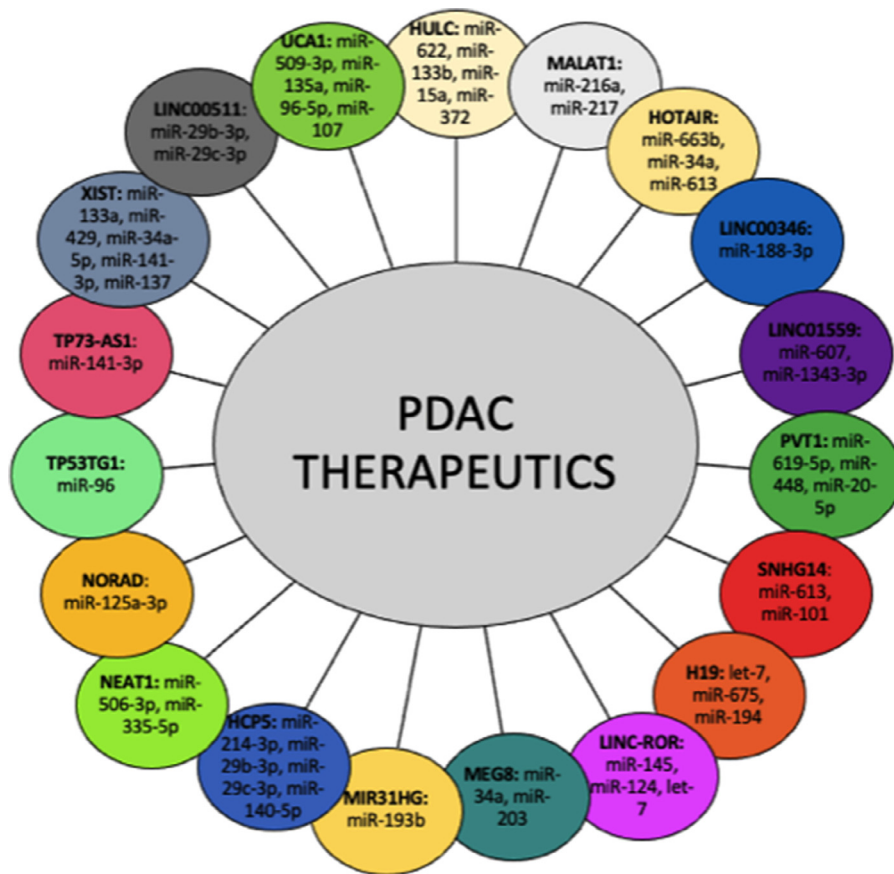 HULC: miR-
622, miR-
133b, miR-
15a, miR-
372
MALAT1:
miR-216a,
miR-217
HOTAIR:
miR-663b,
miR-34a,
miR-613
LINC00346:
miR-188-3p
LINC01559:
miR-607,
miR-1343-3p
PVT1: miR-
619-5p, miR-
448, miR-20-
5p
SNHG14:
miR-613,
miR-101
H19: let-7,
miR-675,
miR-194
LINC-ROR:
miR-145,
miR-124, let-
7
MEG8: miR-
34a, miR-
203
MIR31HG:
miR-193b
HCP5: miR-
214-3p, miR-
29b-3p, miR-
29c-3p, miR-
140-5p
NEAT1: miR-
506-3p, miR-
335-5p
NORAD:
miR-125a-3p
TP53TG1:
miR-96
TP73-AS1:
miR-141-3p
XIST: miR-
133a, miR-
429, miR-34a-
5p, miR-141-
3p, miR-137
LINC00511:
miR-29b-3p,
miR-29c-3p
UCA1: miR-
509-3p, miR-
135a, miR-
96-5p, miR-
107
PDAC
THERAPEUTICS